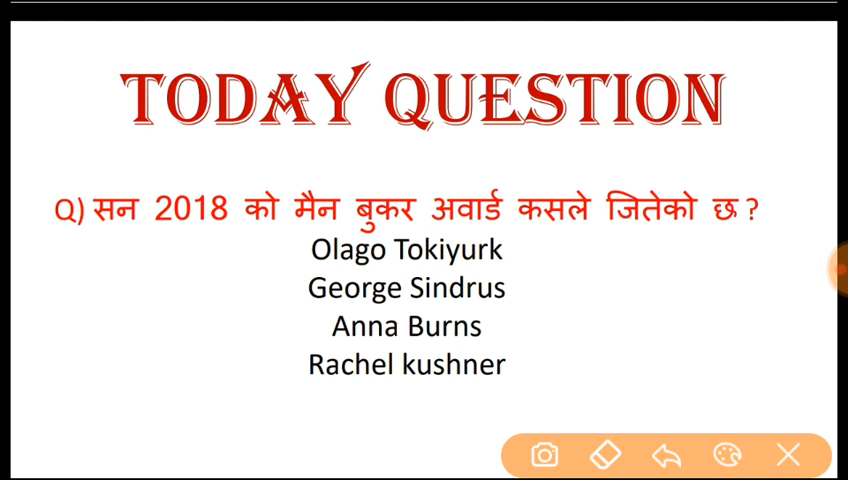 TODAY QUESTION
Q) सन 2018 को मैन बुकर अवार्ड कसले जितेको छ ?
Olago Tokiyurk
George Sindrus
Anna Burns
Rachel kushner